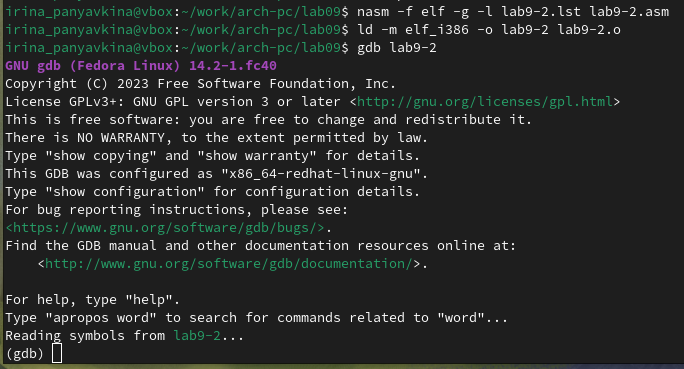 irina_panyavkina@vbox:~/work/arch-pc/lab09$ nasm -f elf -g -l lab9-2.lst lab9-2.asm
irina_panyavkina@vbox:~/work/arch-pc/lab09$ ld -m elf_i386 -o lab9-2 lab9-2.o
irina_panyavkina@vbox:~/work/arch-pc/lab09$ gdb lab9-2
GNU gdb (Fedora Linux) 14.2-1.fc40
Copyright (C) 2023 Free Software Foundation, Inc.
License GPLv3+: GNU GPL version 3 or later <http://gnu.org/licenses/gpl.html>
This is free software: you are free to change and redistribute it.
There is NO WARRANTY, to the extent permitted by law.
Type "show copying" and "show warranty" for details.
This GDB was configured as "x86_64-redhat-linux-gnu".
Type "show configuration" for configuration details.
For bug reporting instructions, please see:
<https://www.gnu.org/software/gdb/bugs/>.
Find the GDB manual and other documentation resources online at:
    <http://www.gnu.org/software/gdb/documentation/>.

For help, type "help".
Type "apropos word" to search for commands related to "word"...
Reading symbols from lab9-2...
(gdb)